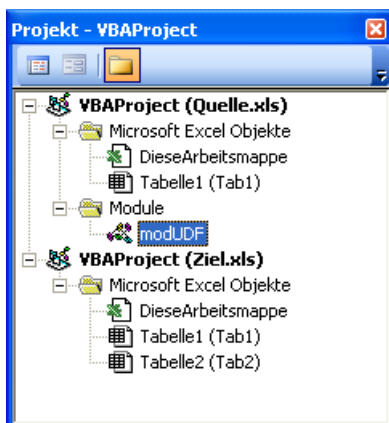 Projekt - VBAProject
VBAProject (Quelle.xls)
Microsoft Excel Objekte
DieseArbeitsmappe
Tabelle1 (Tab1)
Module
modUDF
VBAProject (Ziel.xls)
Microsoft Excel Objekte
DieseArbeitsmappe
Tabelle1 (Tab1)
Tabelle2 (Tab2)